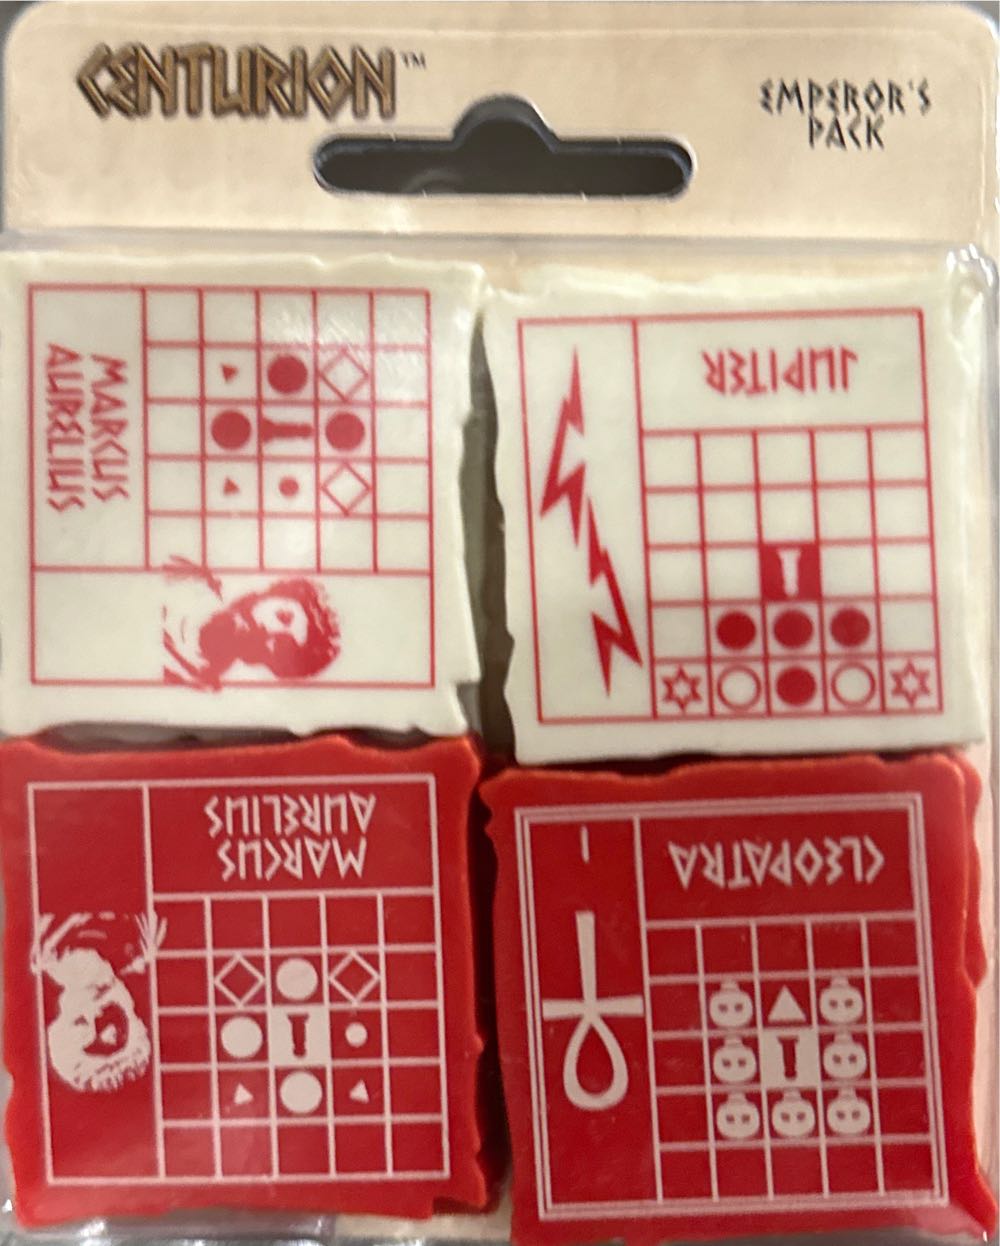 CENTURION™
EMPEROR'S
PACK
MARCUS
AURELIUS
JUPITER
MARCUS
AURELIUS
CLEOPATRA